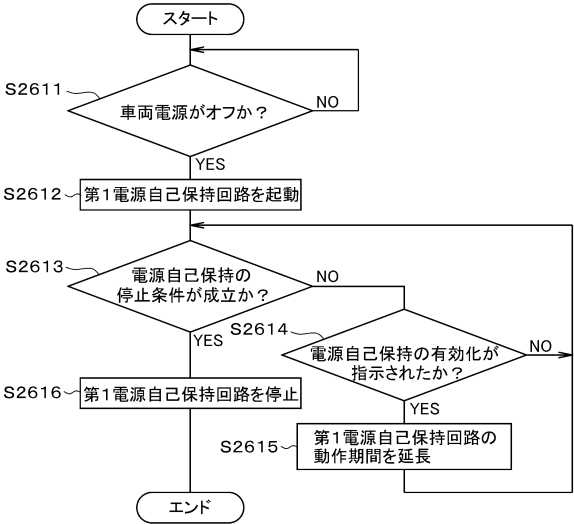 スタート
S2611
車両電源がオフか？
NO
YES
S2612
第１電源自己保持回路を起動
S2613
電源自己保持の
停止条件が成立か？
NO
YES
S2614
電源自己保持の有効化が
指示されたか？
NO
YES
S2616
第１電源自己保持回路を停止
S2615
第１電源自己保持回路の
動作期間を延長
エンド